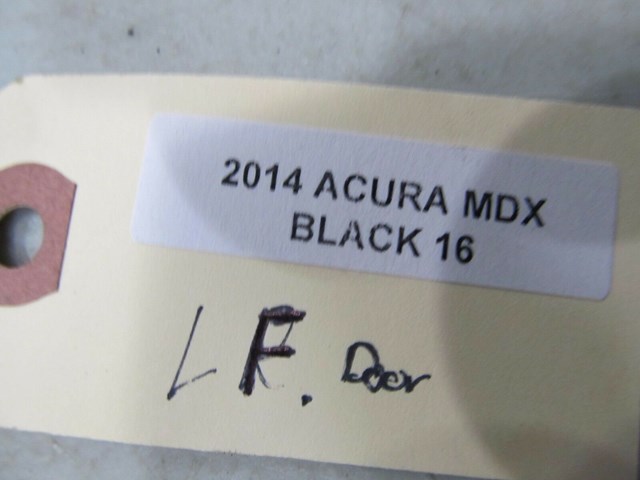 2014 ACURA MDX
BLACK 16
LF. Door